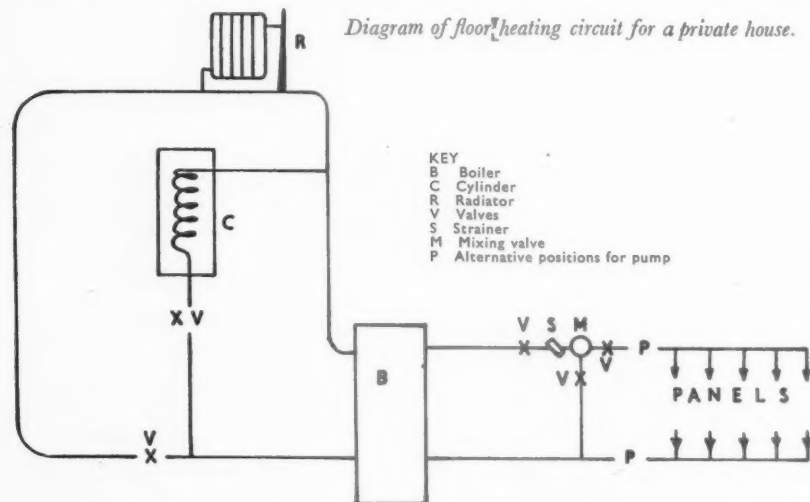 Diagram of floor heating circuit for a private house.
R
KEY
B Boiler
C Cylinder
R Radiator
V Valves
S Strainer
M Mixing valve
P Alternative positions for pump
C
X V
V S M
X X P
V
V X
B
PANELS
V
X
P